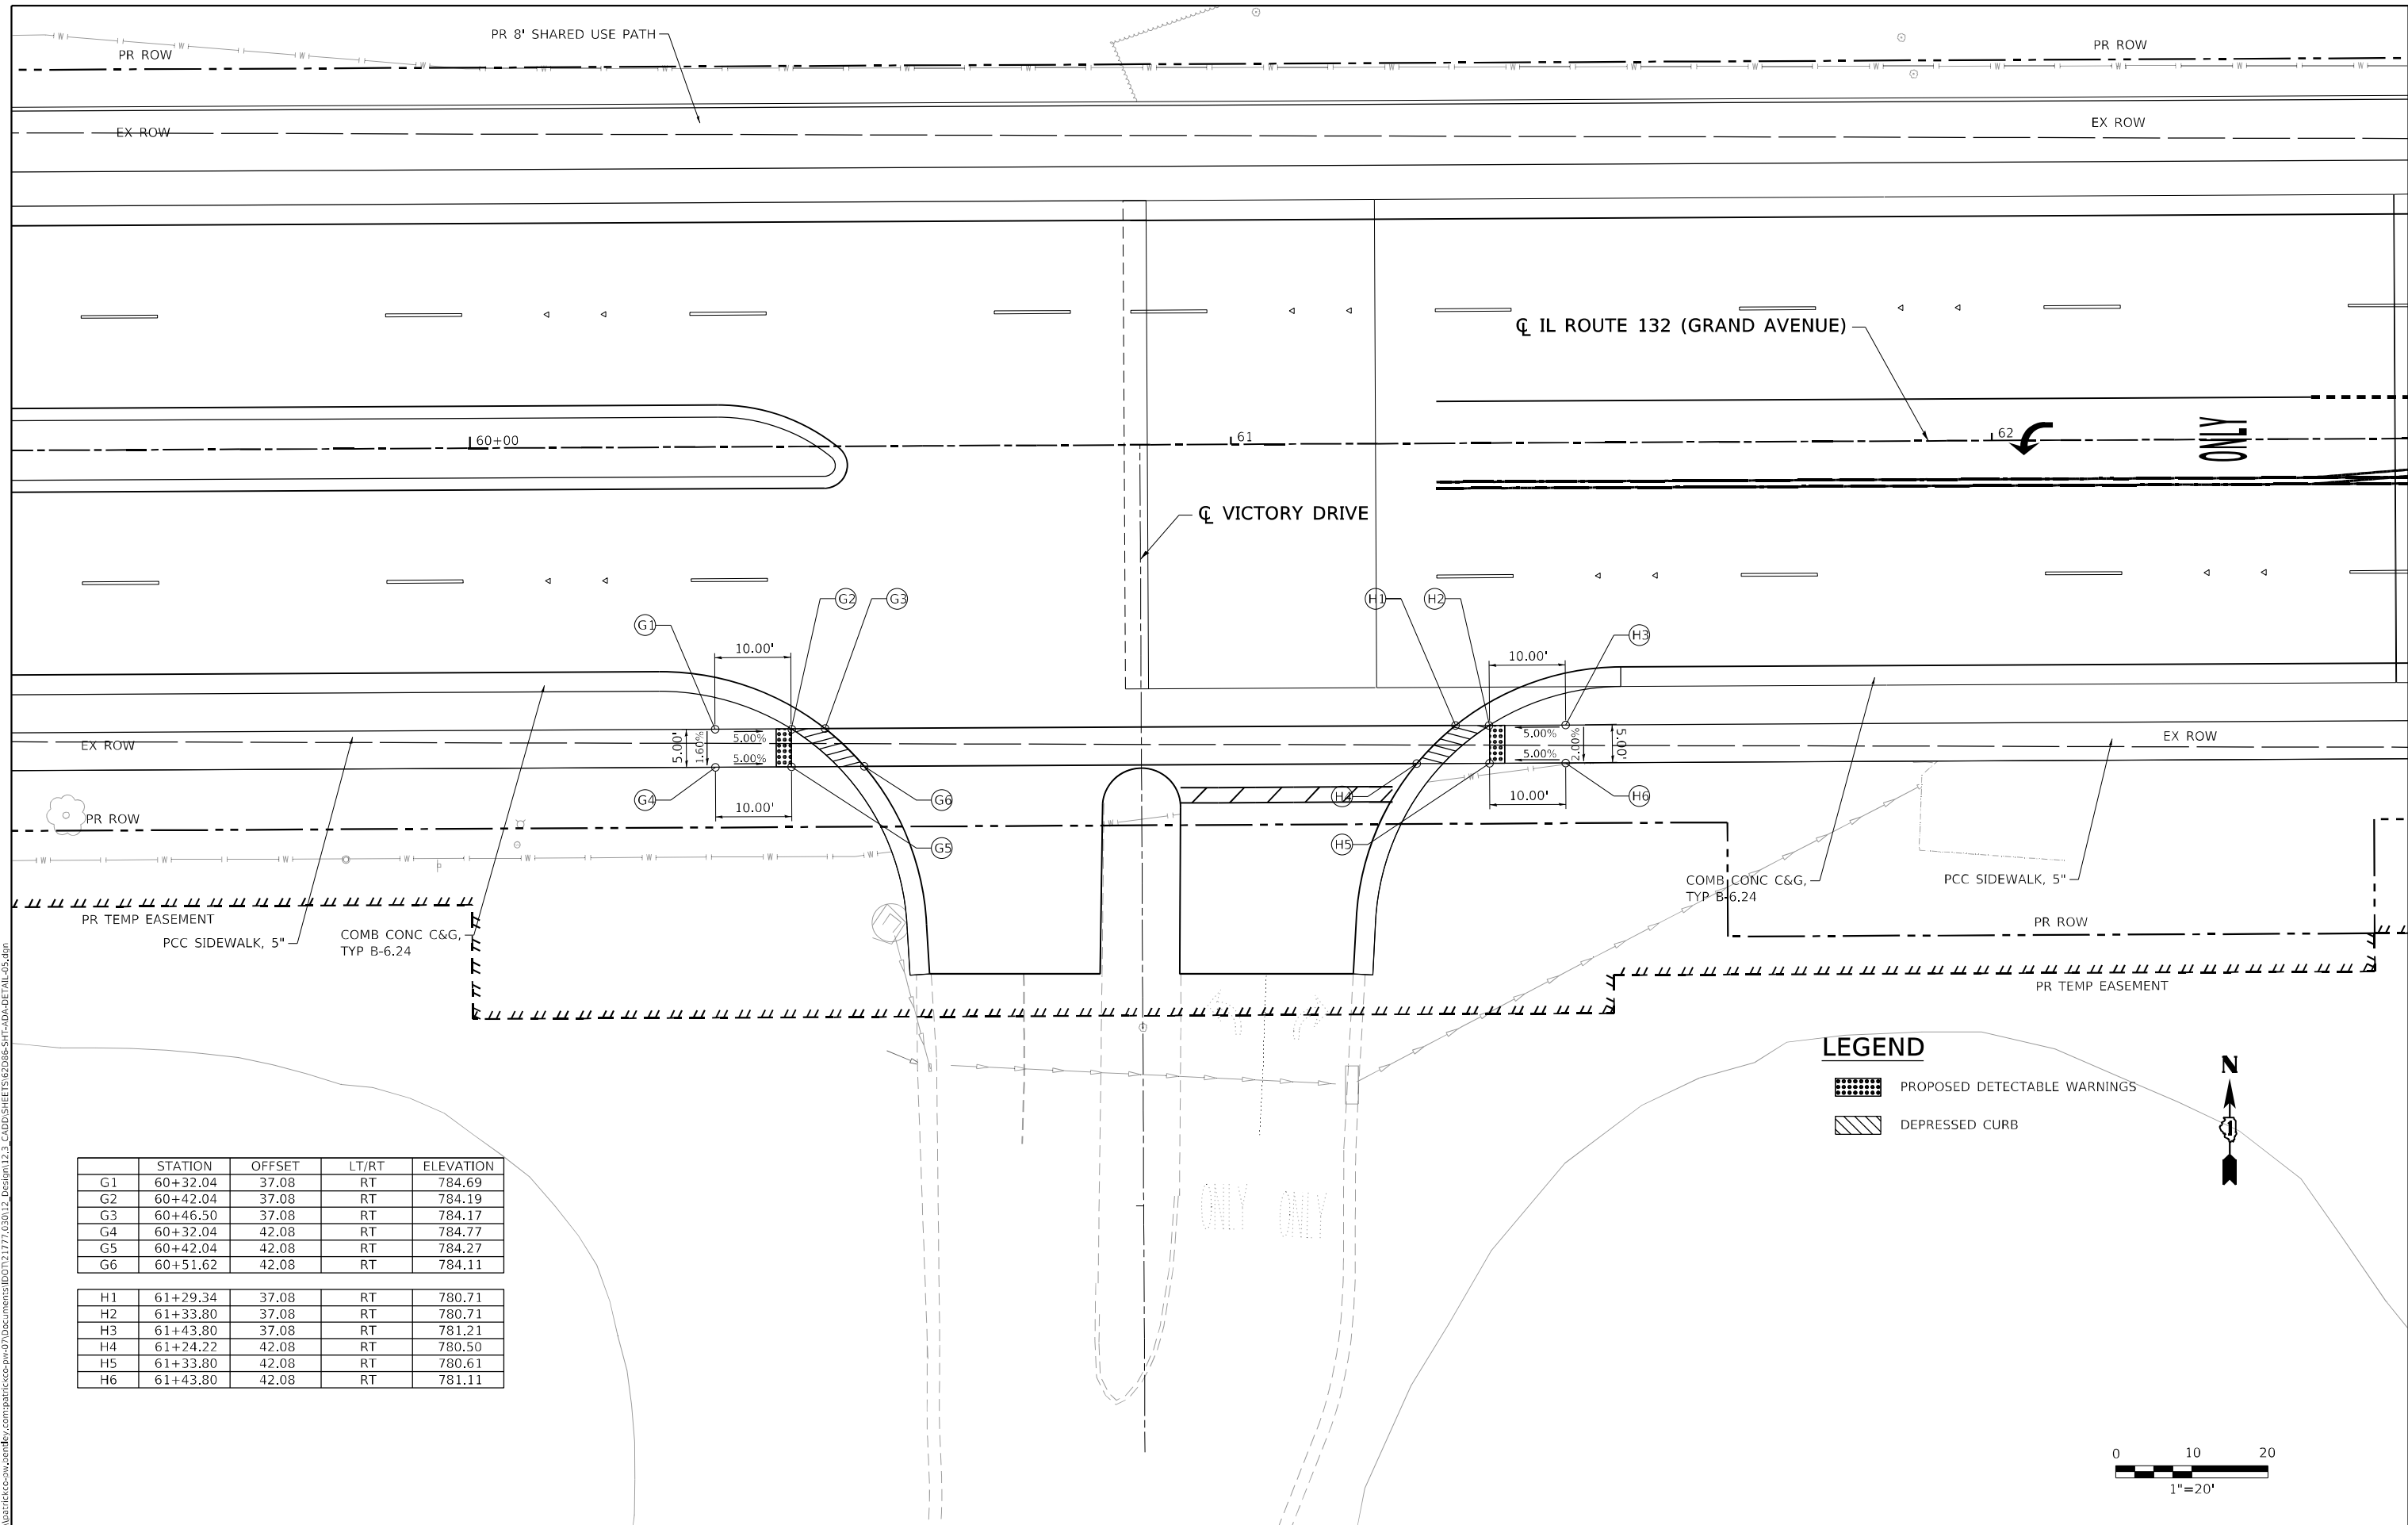 PR 8' SHARED USE PATH
PR ROW
PR ROW
EX ROW
EX ROW
℄ IL ROUTE 132 (GRAND AVENUE)
60+00
61
62
ONLY
℄ VICTORY DRIVE
G1
G2
G3
H1
H2
H3
10.00'
10.00'
5.00'
1.60%
5.00%
5.00%
5.00%
5.00%
2.00%
5.00'
EX ROW
EX ROW
G4
10.00'
G6
G5
H4
10.00'
H6
H5
PR ROW
PR TEMP EASEMENT
PCC SIDEWALK, 5"
COMB CONC C&G,
TYP B-6.24
COMB CONC C&G,
TYP B-6.24
PCC SIDEWALK, 5"
PR ROW
PR TEMP EASEMENT
LEGEND
PROPOSED DETECTABLE WARNINGS
DEPRESSED CURB
N
1
ONLY ONLY
STATION OFFSET LT/RT ELEVATION
G1 60+32.04 37.08 RT 784.69
G2 60+42.04 37.08 RT 784.19
G3 60+46.50 37.08 RT 784.17
G4 60+32.04 42.08 RT 784.77
G5 60+42.04 42.08 RT 784.27
G6 60+51.62 42.08 RT 784.11
H1 61+29.34 37.08 RT 780.71
H2 61+33.80 37.08 RT 780.71
H3 61+43.80 37.08 RT 781.21
H4 61+24.22 42.08 RT 780.50
H5 61+33.80 42.08 RT 780.61
H6 61+43.80 42.08 RT 781.11
0 10 20
1"=20'